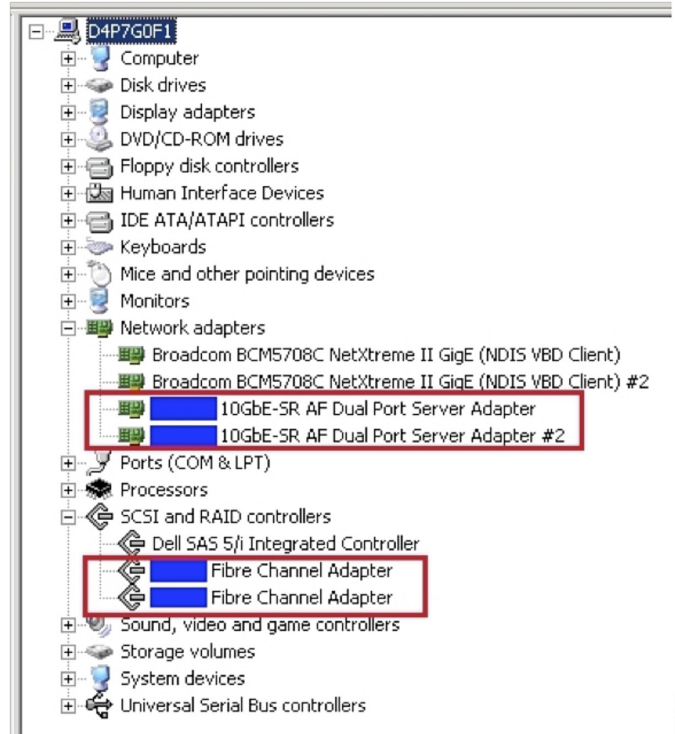 D4P7G0F1
Computer
Disk drives
Display adapters
DVD/CD-ROM drives
Floppy disk controllers
Human Interface Devices
IDE ATA/ATAPI controllers
Keyboards
Mice and other pointing devices
Monitors
Network adapters
Broadcom BCM5708C NetXtreme II GigE (NDIS VBD Client)
Broadcom BCM5708C NetXtreme II GigE (NDIS VBD Client) #2
10GbE-SR AF Dual Port Server Adapter
10GbE-SR AF Dual Port Server Adapter #2
Ports (COM & LPT)
Processors
SCSI and RAID controllers
Dell SAS 5/i Integrated Controller
Fibre Channel Adapter
Fibre Channel Adapter
Sound, video and game controllers
Storage volumes
System devices
Universal Serial Bus controllers